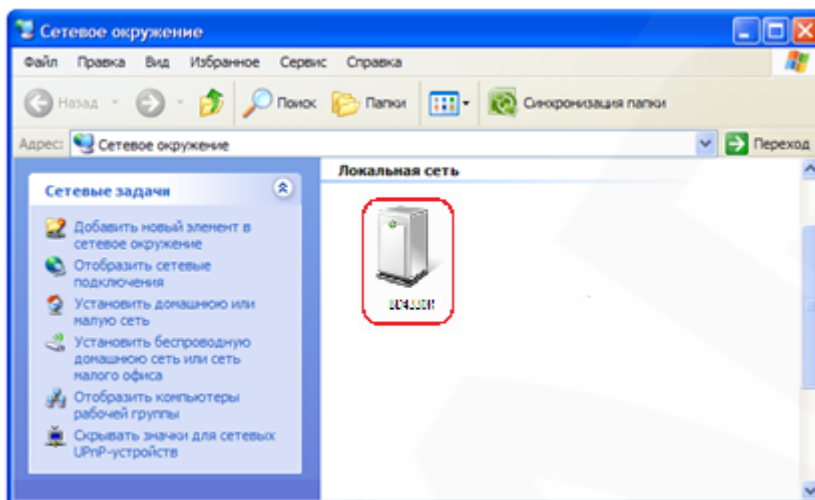 Сетевое окружение
Файл Правка Вид Избранное Сервис Справка
Назад Поиск Папки Синхронизация папки
Адрес: Сетевое окружение Переход
Сетевые задачи
Добавить новый элемент в
сетевое окружение
Отобразить сетевые
подключения
Установить домашнюю или
малую сеть
Установить беспроводную
домашнюю сеть или сеть
малого офиса
Отобразить компьютеры
рабочей группы
Скрывать значки для сетевых
UPnP-устройств
Локальная сеть